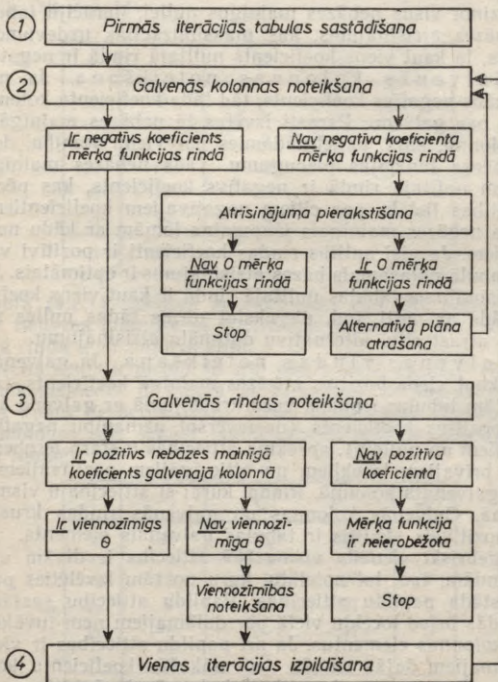 1 Pirmās iterācijas tabulas sastādīšana
2 Galvenās kolonnas noteikšana
Ir negatīvs koeficients
mērķa funkcijas rindā
Nav negatīva koeficienta
mērķa funkcijas rindā
Atrisinājuma pierakstīšana
Nav 0 mērķa
funkcijas rindā
Ir 0 mērķa
funkcijas rindā
Stop
Alternatīvā plāna
atrašana
3 Galvenās rindas noteikšana
Ir pozitīvs nebāzes mainīgā
koeficients galvenajā kolonnā
Nav pozitīva
koeficienta
Ir viennozīmīgs
Θ
Nav viennozī-
mīga Θ
Mērķa funkcija
ir neierobežota
Viennozīmības
noteikšana
Stop
4 Vienas iterācijas izpildīšana